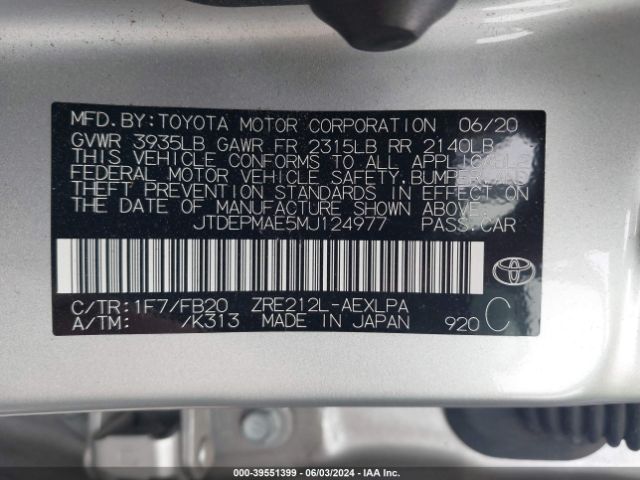 MFD. BY: TOYOTA MOTOR CORPORATION 06/20
GVWR 3935LB GAWR FR 2315LB RR 2140LB
THIS VEHICLE CONFORMS TO ALL APPLICABLE
FEDERAL MOTOR VEHICLE SAFETY, BUMPER, AND
THEFT PREVENTION STANDARDS IN EFFECT ON
THE DATE OF MANUFACTURE SHOWN ABOVE.
JTDEPMAE5MJ124977 PASS.CAR
C/TR: 1F7/FB20 ZRE212L-AEXLPA
A/TM: /K313 MADE IN JAPAN 920 C
000-39551399 - 06/03/2024 - IAA Inc.